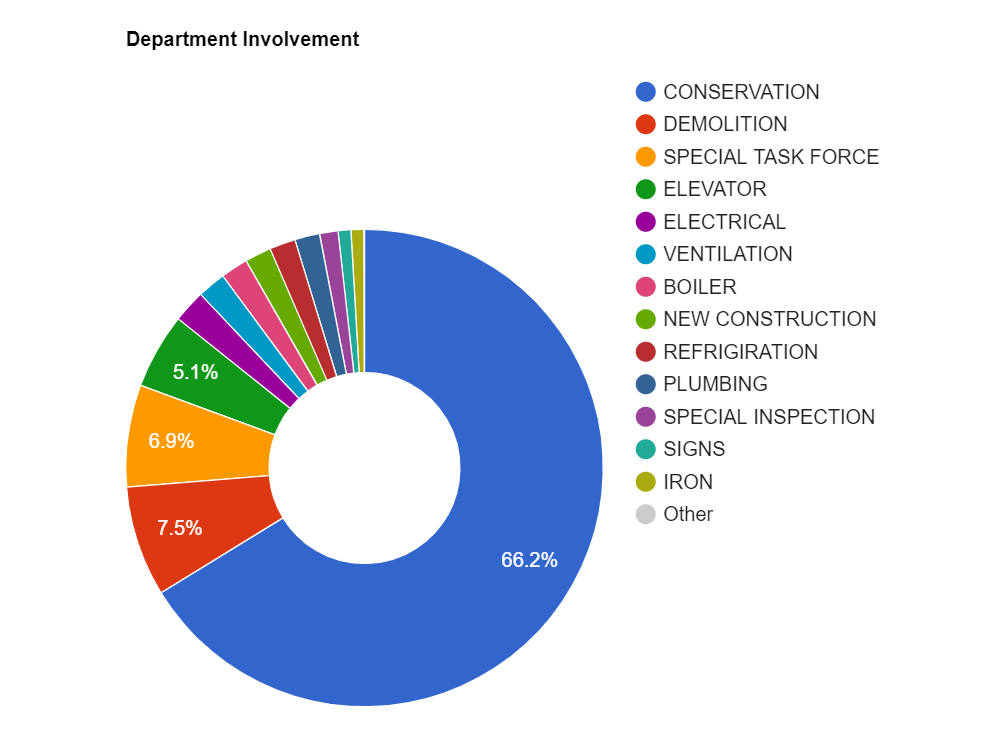 Department Involvement
CONSERVATION
DEMOLITION
SPECIAL TASK FORCE
ELEVATOR
ELECTRICAL
VENTILATION
BOILER
NEW CONSTRUCTION
REFRIGIRATION
PLUMBING
SPECIAL INSPECTION
SIGNS
IRON
Other
5.1%
6.9%
7.5%
66.2%